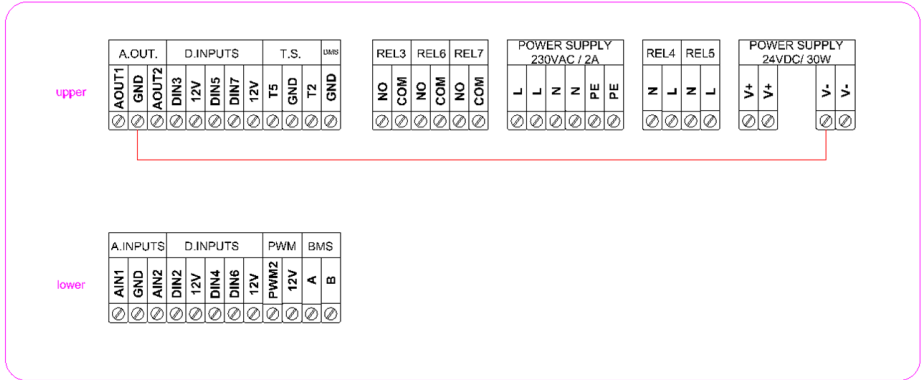 A.OUT. D.INPUTS T.S. BMS
REL3 REL6 REL7
POWER SUPPLY
230VAC / 2A
REL4 REL5
POWER SUPPLY
24VDC/ 30W
upper
AOUT1 GND AOUT2 DIN3 12V DIN5 DIN7 12V T5 GND T2 GND
NO COM NO COM NO COM
L L N N PE PE
N L N L
V+ V+ V- V-
A.INPUTS D.INPUTS PWM BMS
lower
AIN1 GND AIN2 DIN2 12V DIN4 DIN6 12V PWM2 12V A B